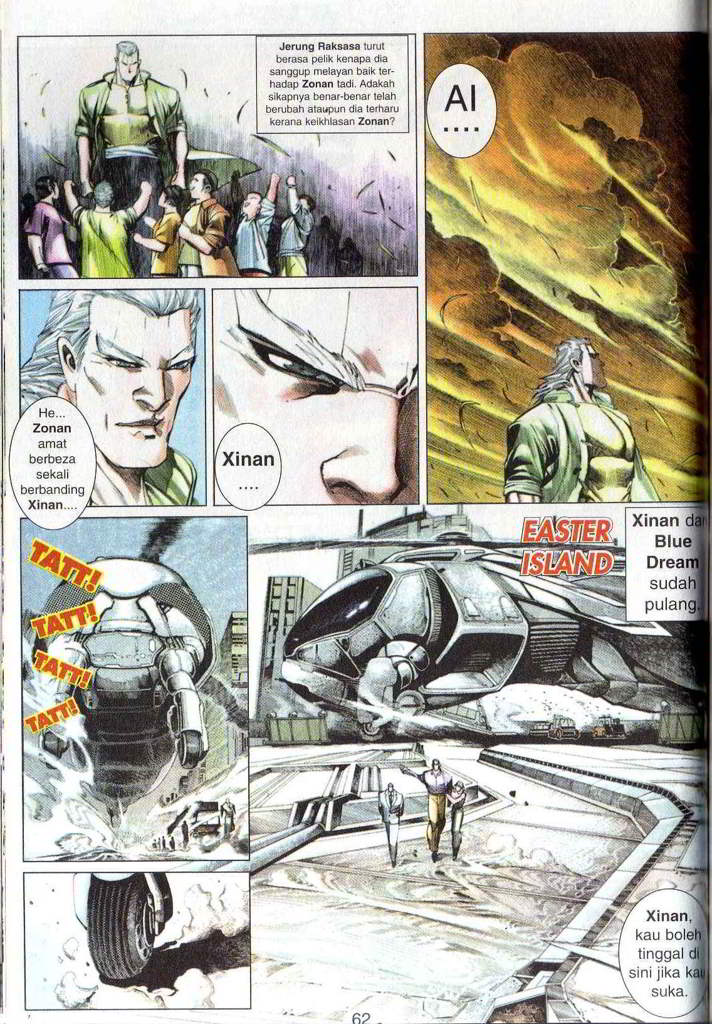 Jerung Raksasa turut
berasa pelik kenapa dia
sanggup melayan baik ter-
hadap Zonan tadi. Adakah
sikapnya benar-benar telah
berubah ataupun dia terharu
kerana keikhlasan Zonan?
AI
....
He...
Zonan
amat
berbeza
sekali
berbanding
Xinan....
Xinan
....
TATT!
TATT!
TATT!
TATT!
EASTER
ISLAND
Xinan dan
Blue
Dream
sudah
pulang.
Xinan,
kau boleh
tinggal di
sini jika kau
suka.
62